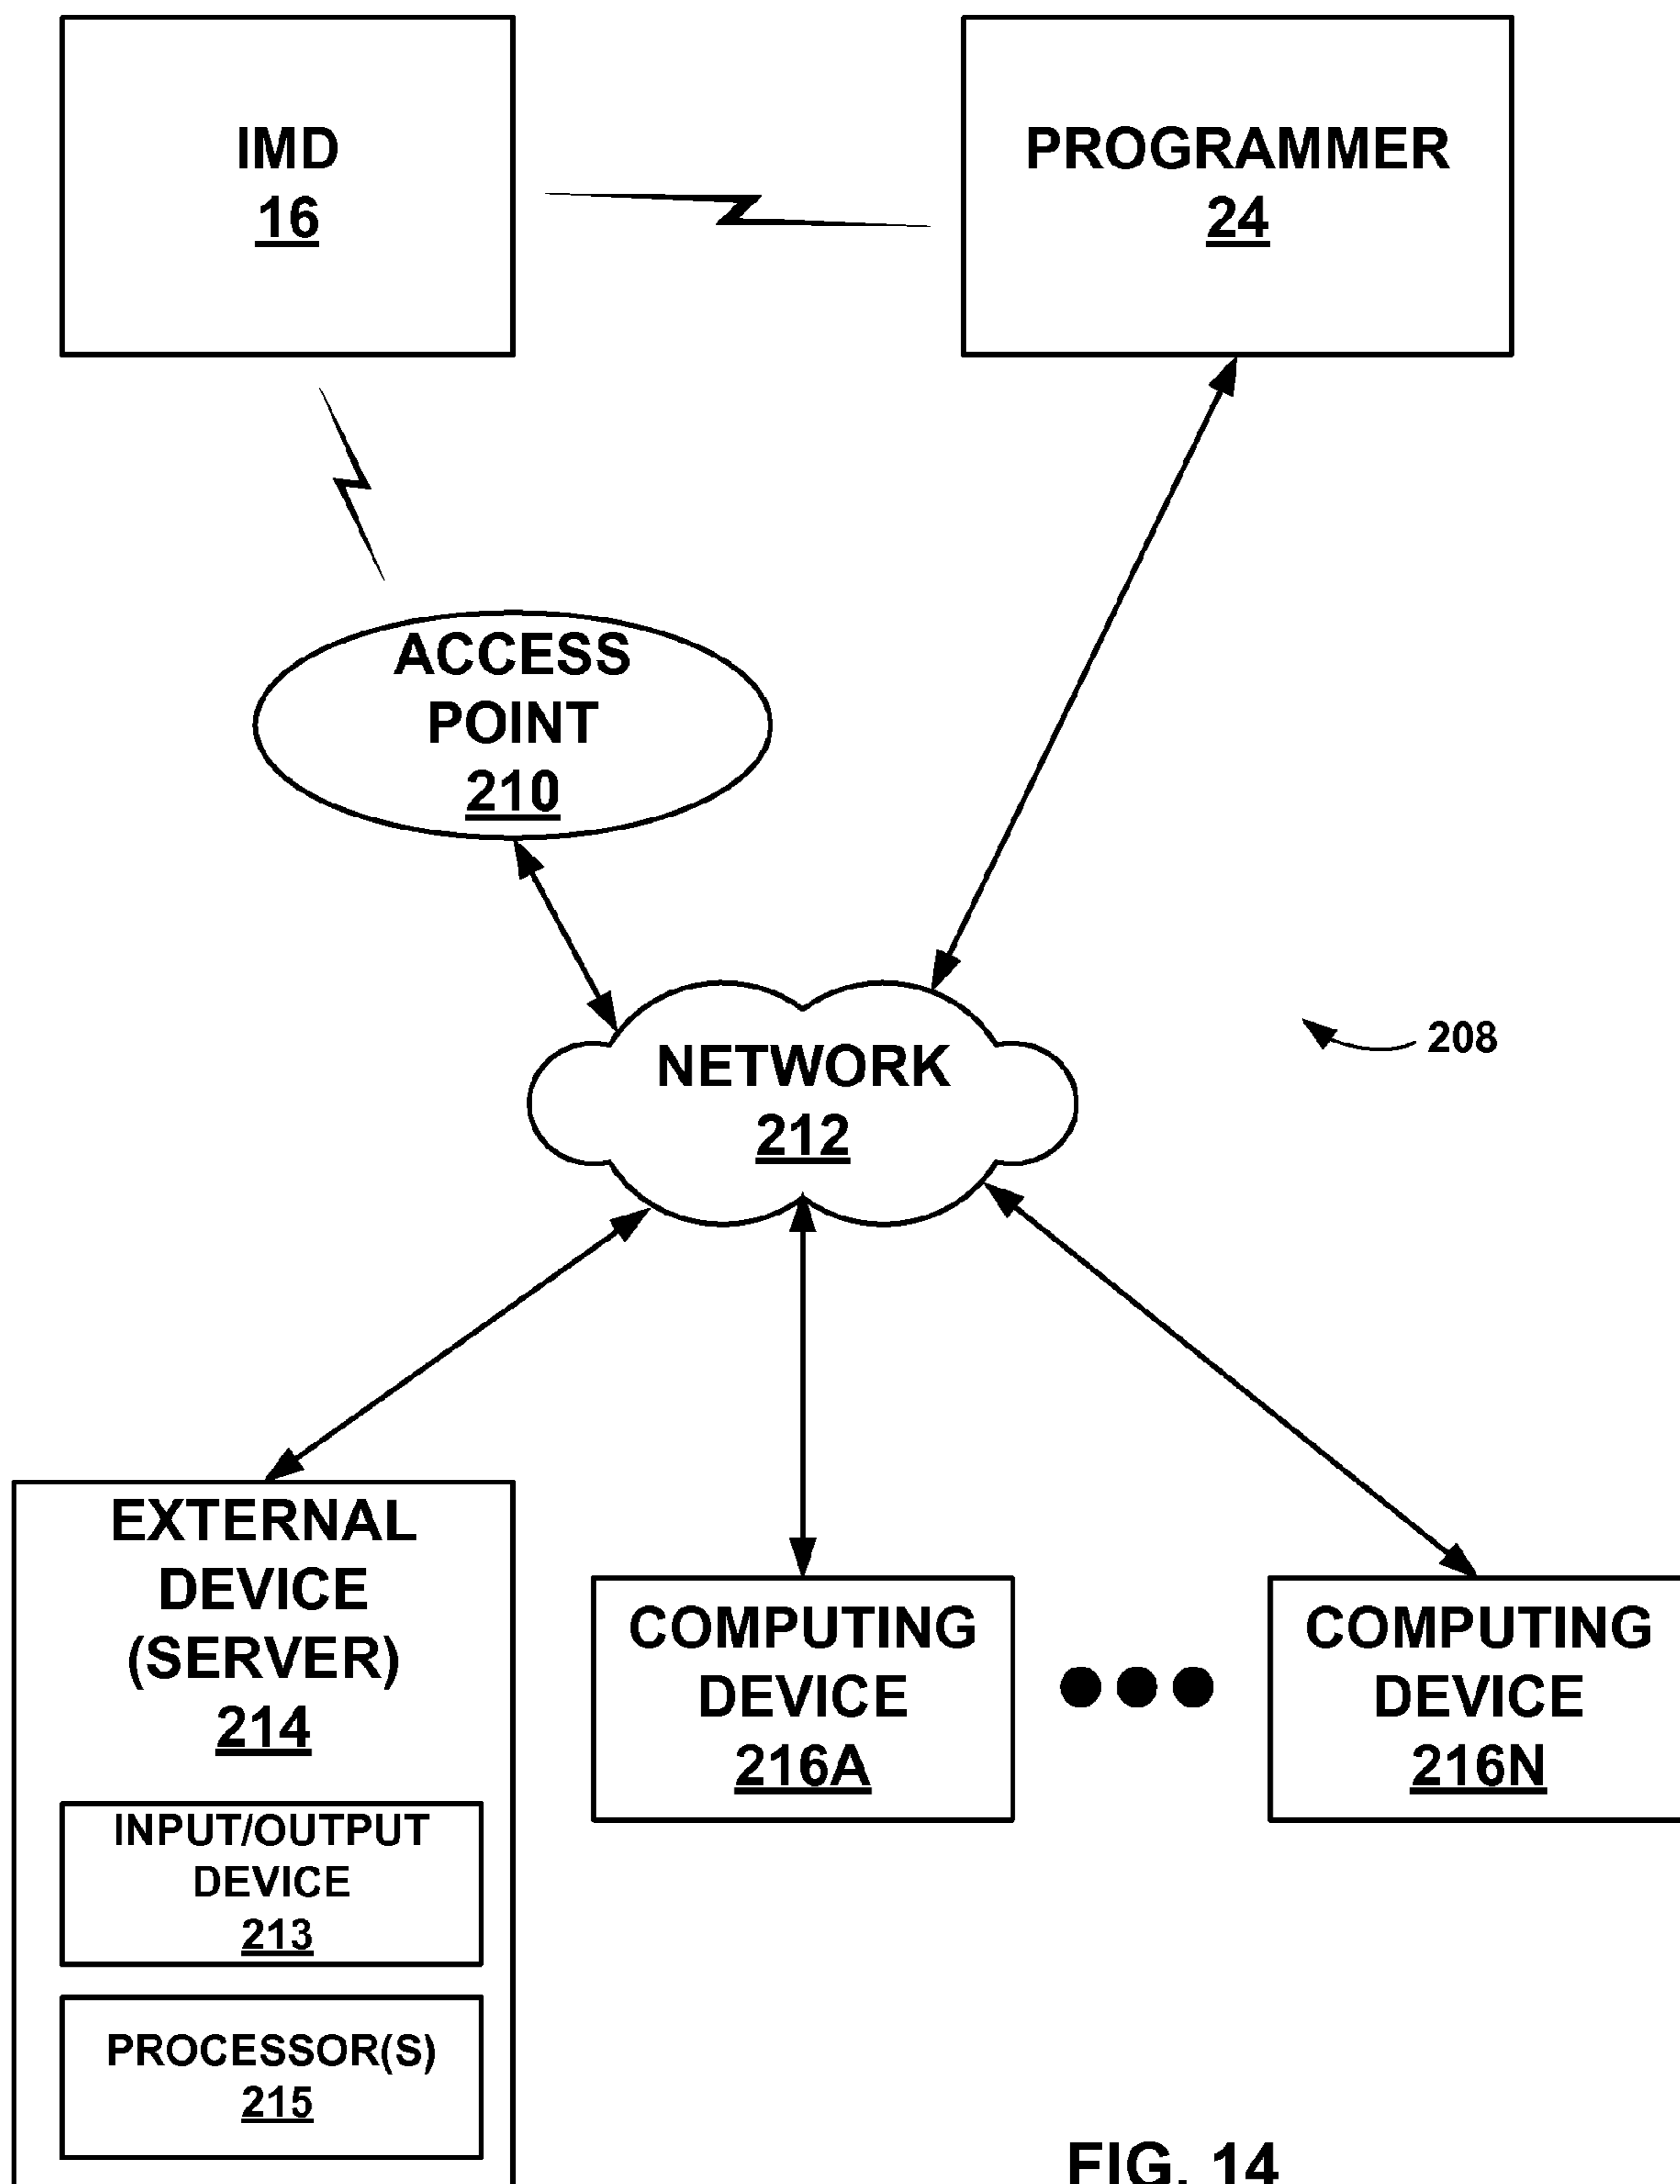 IMD
16
PROGRAMMER
24
ACCESS
POINT
210
NETWORK
212
208
EXTERNAL
DEVICE
(SERVER)
214
INPUT/OUTPUT
DEVICE
213
PROCESSOR(S)
215
COMPUTING
DEVICE
216A
COMPUTING
DEVICE
216N
FIG. 14